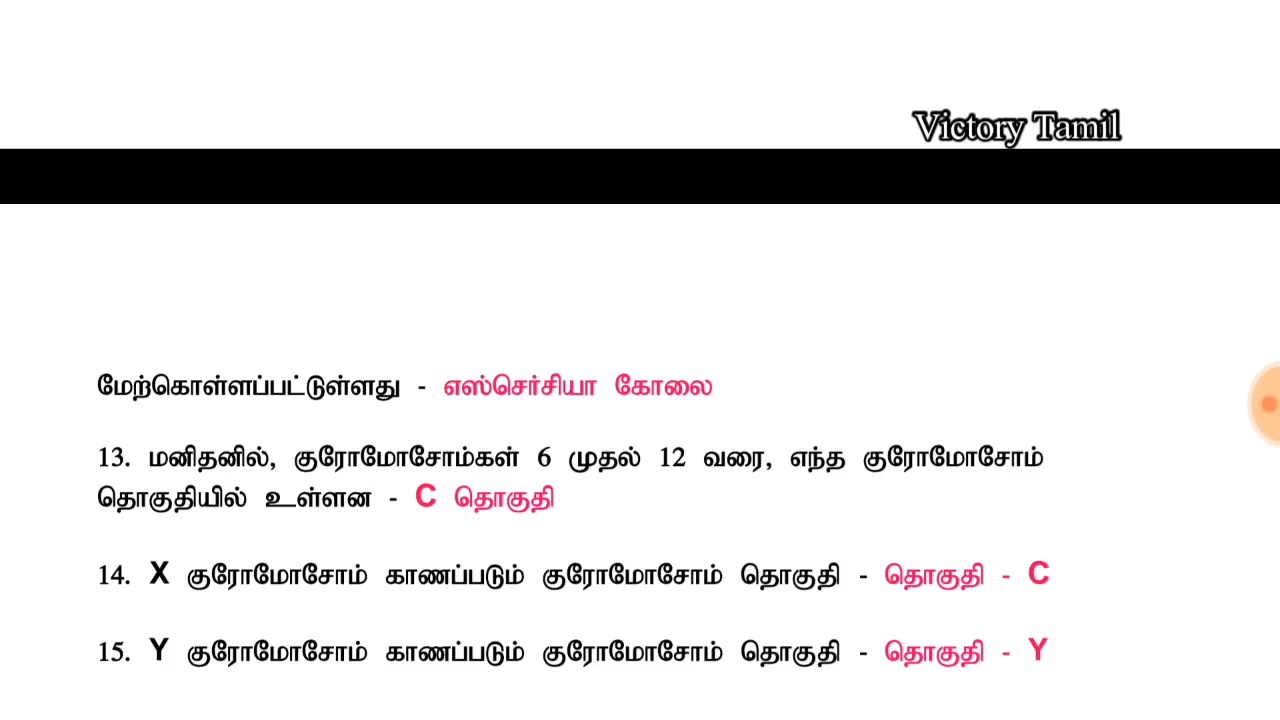 Victory Tamil
மேற்கொள்ளப்பட்டுள்ளது - எஸ்செர்சியா கோலை
13. மனிதனில், குரோமோசோம்கள் 6 முதல் 12 வரை, எந்த குரோமோசோம்
தொகுதியில் உள்ளன - C தொகுதி
14. X குரோமோசோம் காணப்படும் குரோமோசோம் தொகுதி - தொகுதி - C
15. Y குரோமோசோம் காணப்படும் குரோமோசோம் தொகுதி - தொகுதி - Y